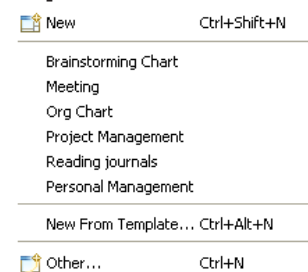 New Ctrl+Shift+N
Brainstorming Chart
Meeting
Org Chart
Project Management
Reading journals
Personal Management
New From Template... Ctrl+Alt+N
Other... Ctrl+N